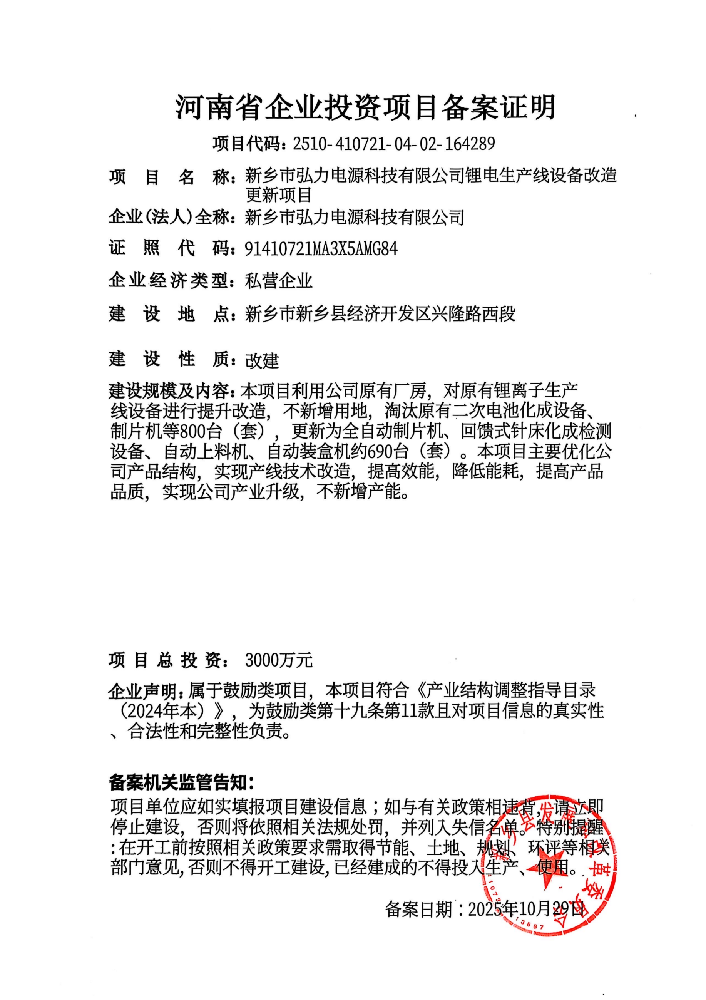 河南省企业投资项目备案证明
项目代码：2510-410721-04-02-164289
项目名称：新乡市弘力电源科技有限公司锂电生产线设备改造
更新项目
企业(法人)全称：新乡市弘力电源科技有限公司
证照代码：91410721MA3X5AMG84
企业经济类型：私营企业
建设地点：新乡市新乡县经济开发区兴隆路西段
建设性质：改建
建设规模及内容：本项目利用公司原有厂房，对原有锂离子生产
线设备进行提升改造，不新增用地，淘汰原有二次电池化成设备、
制片机等800台（套），更新为全自动制片机、回馈式针床化成检测
设备、自动上料机、自动装盒机约690台（套）。本项目主要优化公
司产品结构，实现产线技术改造，提高效能，降低能耗，提高产品
品质，实现公司产业升级，不新增产能。
项目总投资：3000万元
企业声明：属于鼓励类项目，本项目符合《产业结构调整指导目录
（2024年本）》，为鼓励类第十九条第11款且对项目信息的真实性
、合法性和完整性负责。
备案机关监管告知：
项目单位应如实填报项目建设信息；如与有关政策相违背，请立即
停止建设，否则将依照相关法规处罚，并列入失信名单。特别提醒
：在开工前按照相关政策要求需取得节能、土地、规划、环评等相关
部门意见，否则不得开工建设，已经建成的不得投入生产、使用。
备案日期：2025年10月29日
新乡县发展和改革委员会